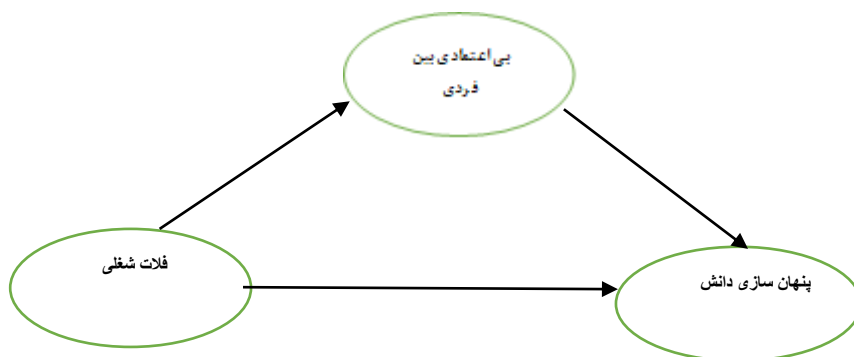 بی اعتمادی بین
فردی
فلات شغلی
پنهان سازی دانش